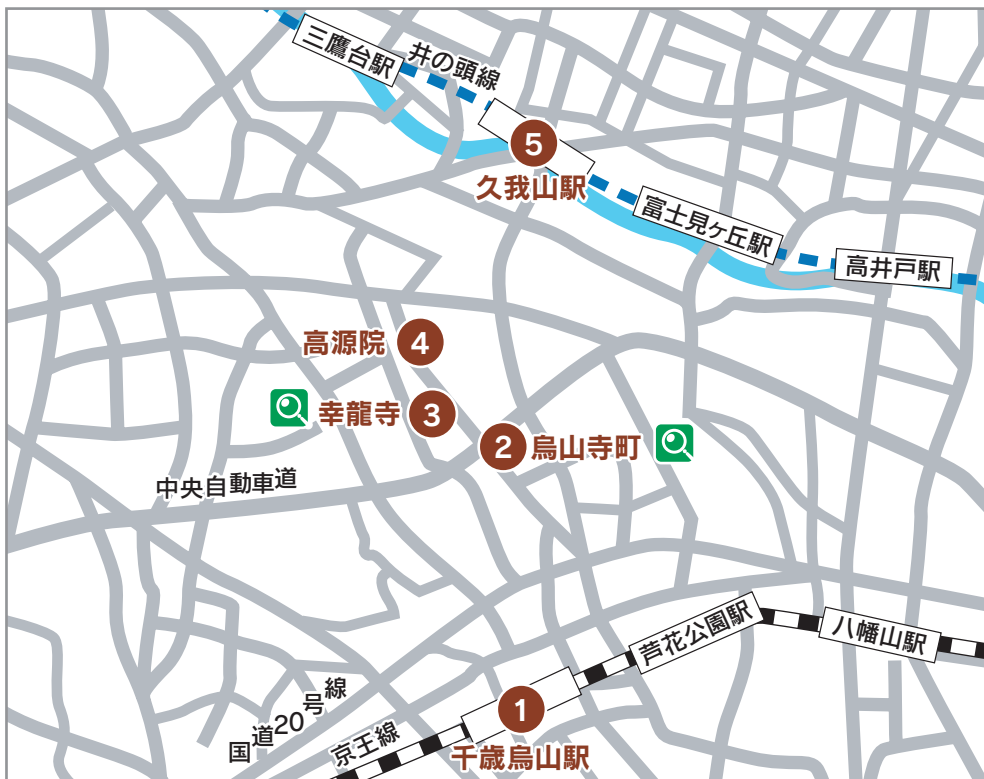 三鷹台駅
井の頭線
5
久我山駅
富士見ヶ丘駅
高井戸駅
高源院
4
幸龍寺
3
2
烏山寺町
中央自動車道
芦花公園駅
八幡山駅
国道20号線
京王線
1
千歳烏山駅